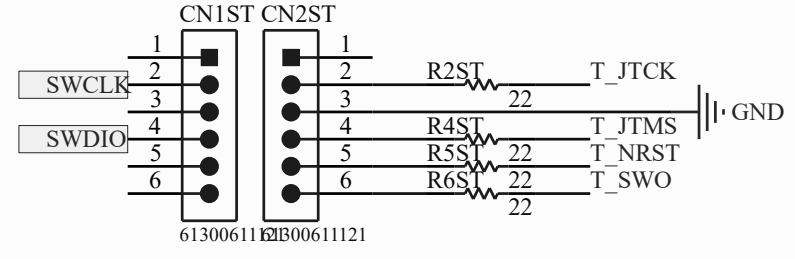 CN1ST CN2ST
1 1
SWCLK 2 2 R2ST 22 T_JTCK
3 3 GND
SWDIO 4 4 R4ST 22 T_JTMS
5 5 R5ST 22 T_NRST
6 6 R6ST 22 T_SWO
61300611121 61300611121